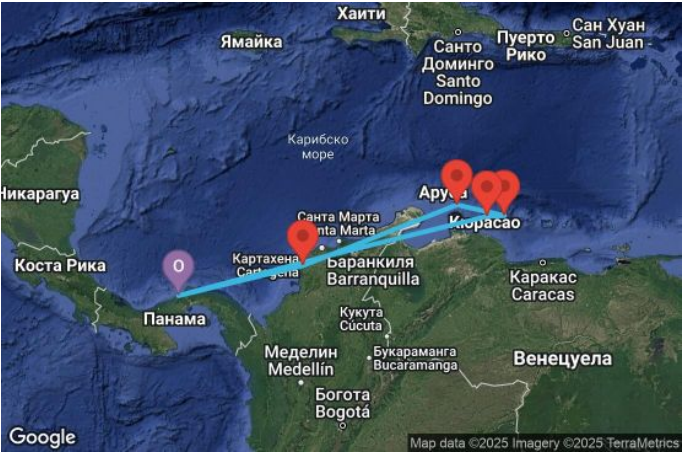 Хаити
Ямайка
Сан Хуан
San Juan
Пуерто
Рико
Санто
Доминго
Santo
Domingo
Карибско
море
Никарагуа
Аруба
Кюрасао
Санта Марта
Santa Marta
Картахена
Cartagena
Баранкиля
Barranquilla
Коста Рика
O
Каракас
Caracas
Панама
Кукута
Cúcuta
Меделин
Medellín
Букараманга
Bucaramanga
Венецуела
Богота
Bogotá
Google
Map data ©2025 Imagery ©2025 TerraMetrics